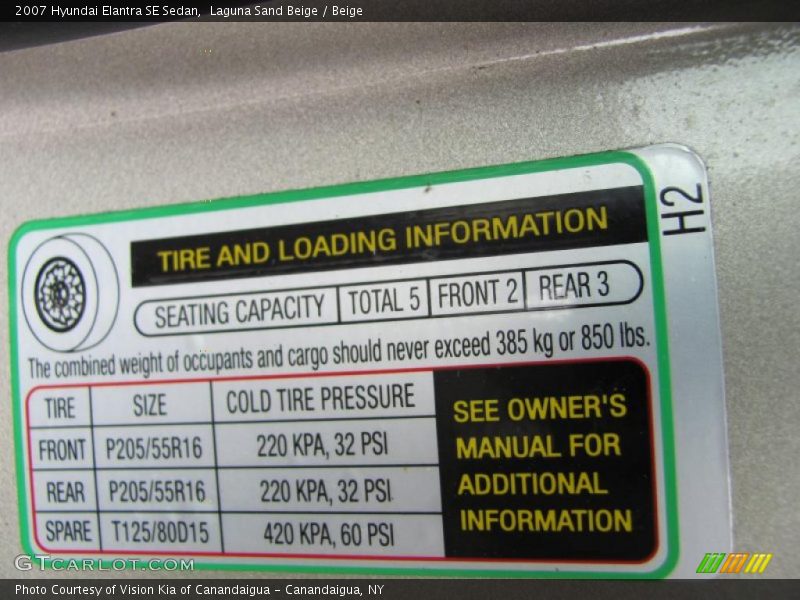 2007 Hyundai Elantra SE Sedan,  Laguna Sand Beige / Beige
H2
TIRE AND LOADING INFORMATION
SEATING CAPACITY TOTAL 5 FRONT 2 REAR 3
The combined weight of occupants and cargo should never exceed 385 kg or 850 lbs.
TIRE SIZE COLD TIRE PRESSURE
FRONT P205/55R16 220 KPA, 32 PSI
REAR P205/55R16 220 KPA, 32 PSI
SPARE T125/80D15 420 KPA, 60 PSI
SEE OWNER'S
MANUAL FOR
ADDITIONAL
INFORMATION
GTCARLOT.COM
Photo Courtesy of Vision Kia of Canandaigua - Canandaigua, NY